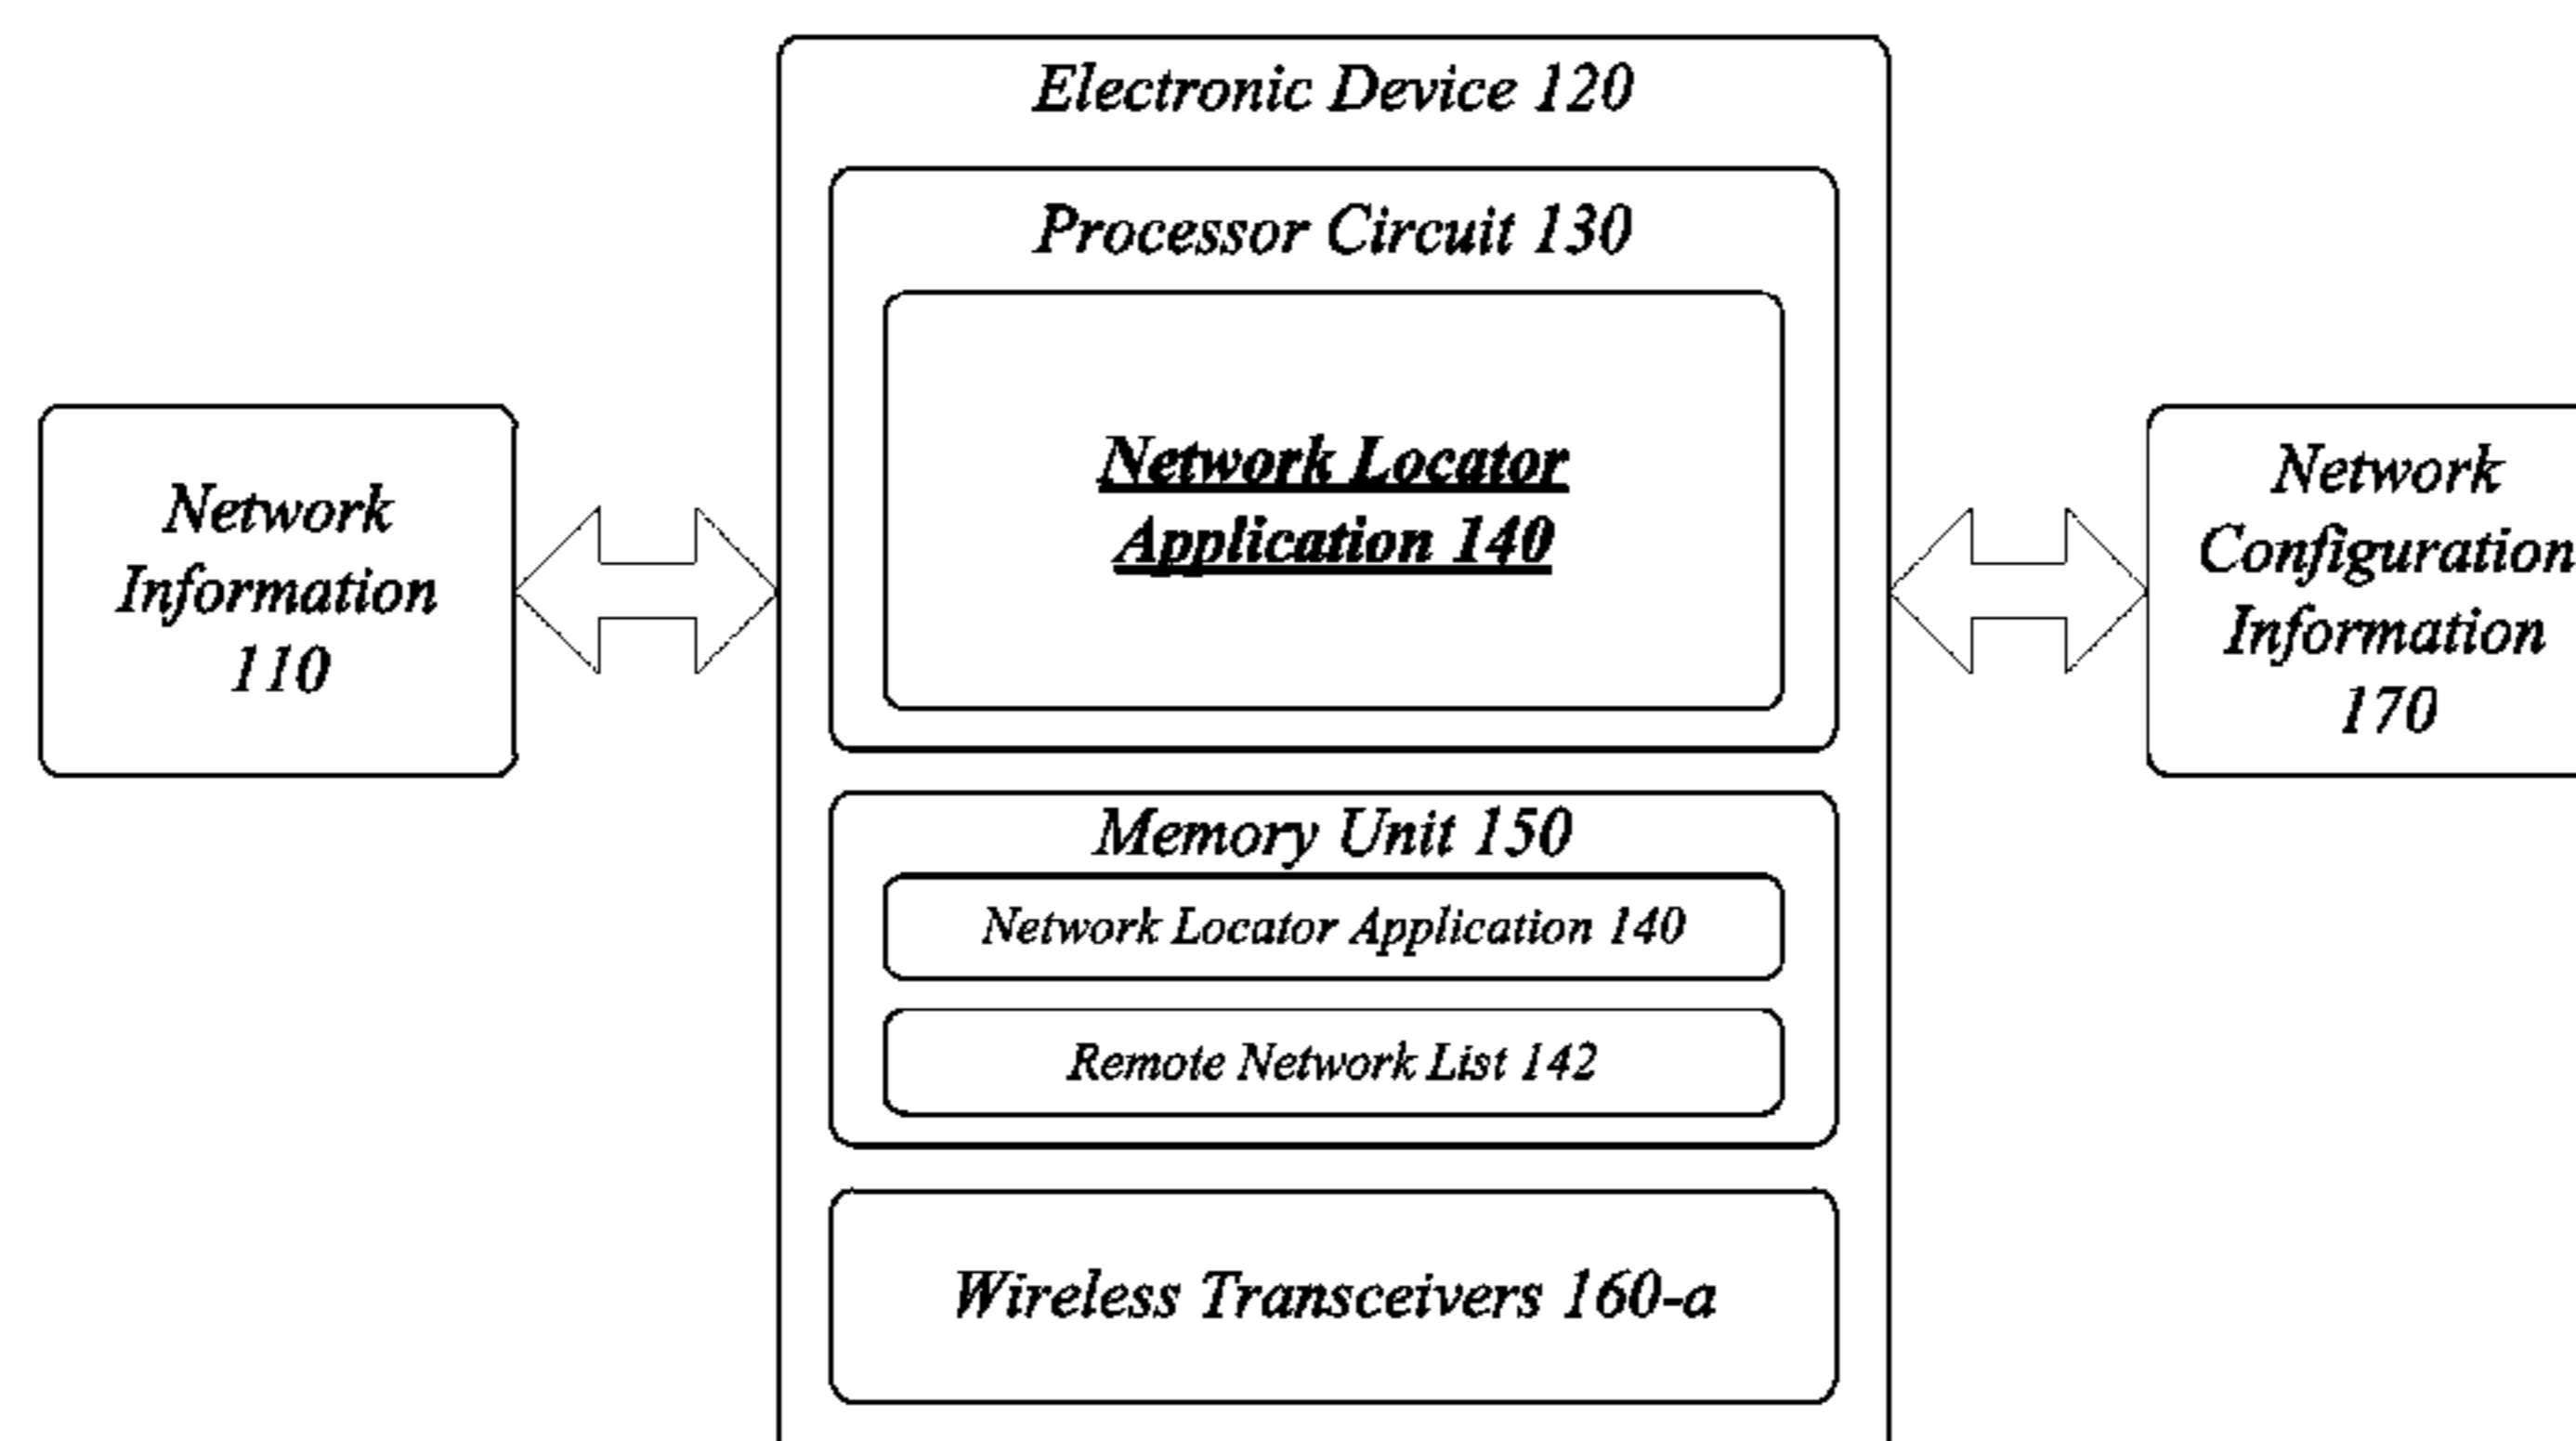 Electronic Device 120
Processor Circuit 130
Network Locator
Application 140
Network
Information
110
Network
Configuration
Information
170
Memory Unit 150
Network Locator Application 140
Remote Network List 142
Wireless Transceivers 160-a